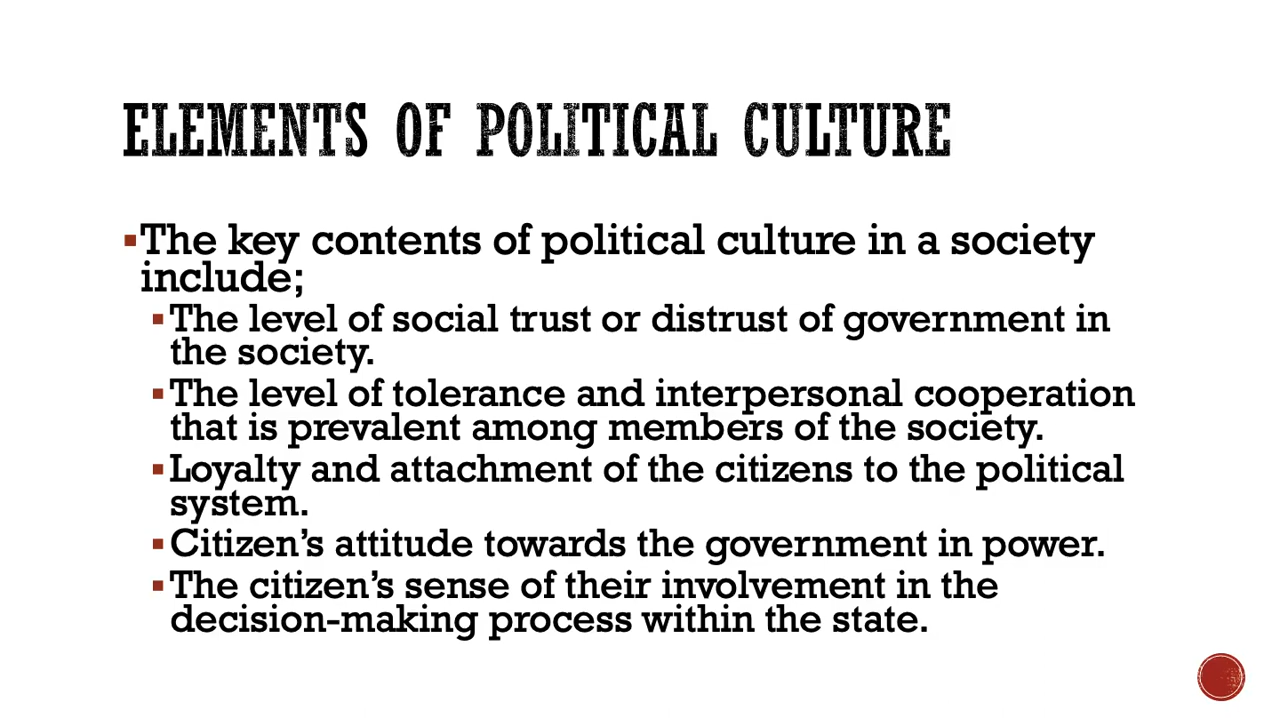 ELEMENTS OF POLITICAL CULTURE
▪The key contents of political culture in a society
include;
▪The level of social trust or distrust of government in
the society.
▪The level of tolerance and interpersonal cooperation
that is prevalent among members of the society.
▪Loyalty and attachment of the citizens to the political
system.
▪Citizen’s attitude towards the government in power.
▪The citizen’s sense of their involvement in the
decision-making process within the state.